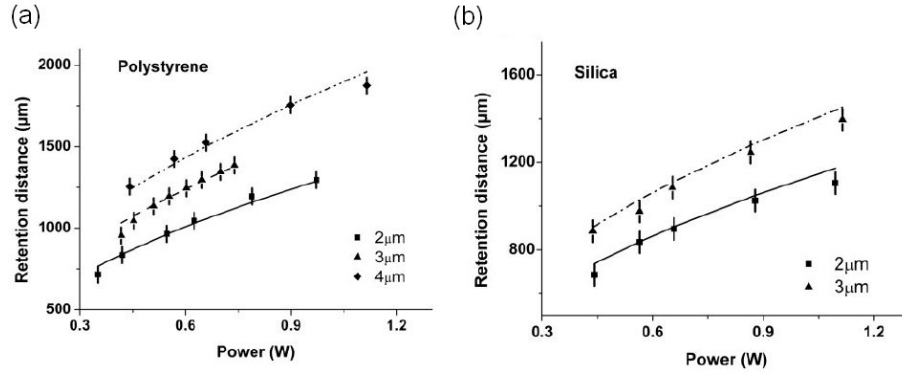 (a)
Polystyrene
Retention distance (µm)
2000
1500
1000
500
0.3
0.6
0.9
1.2
Power (W)
2µm
3µm
4µm
(b)
Silica
Retention distance (µm)
1600
1200
800
0.3
0.6
0.9
1.2
Power (W)
2µm
3µm